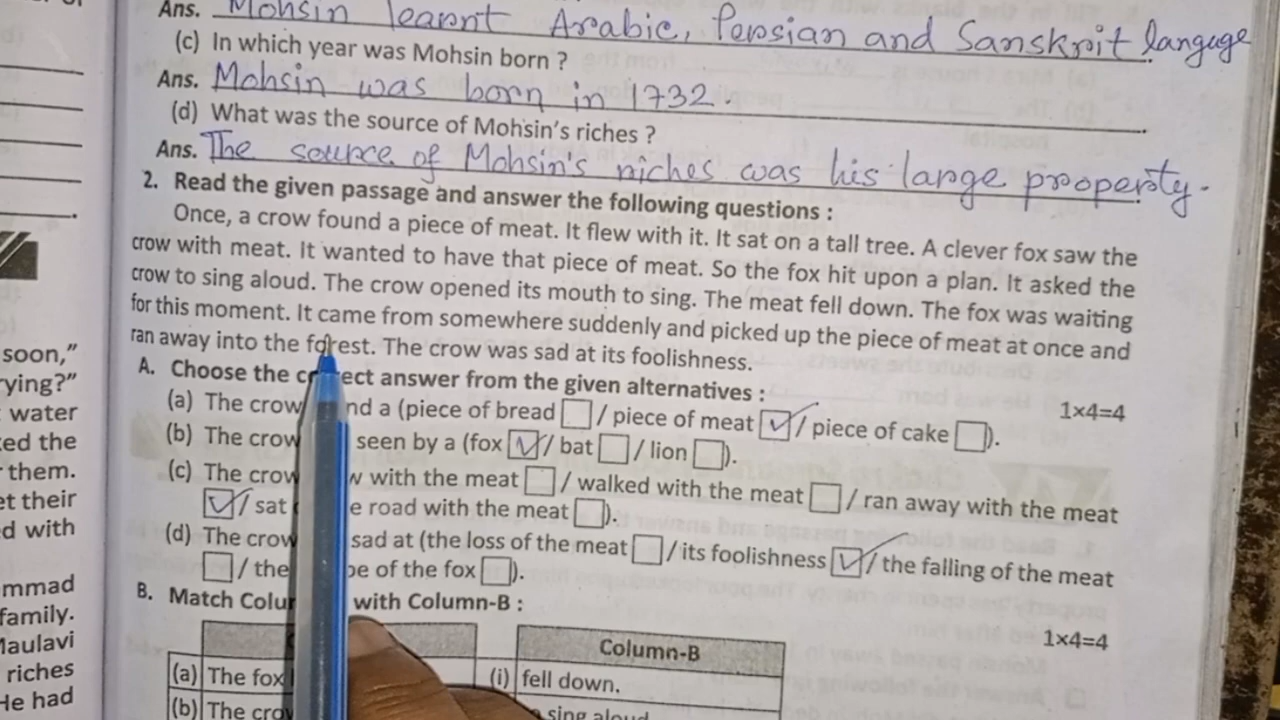 Ans. Mohsin learnt Arabic, Persian and Sanskrit languge
(c) In which year was Mohsin born ?
Ans. Mohsin was born in 1732.
(d) What was the source of Mohsin's riches ?
Ans. The source of Mohsin's riches was his large property.
2. Read the given passage and answer the following questions :
Once, a crow found a piece of meat. It flew with it. It sat on a tall tree. A clever fox saw the
crow with meat. It wanted to have that piece of meat. So the fox hit upon a plan. It asked the
crow to sing aloud. The crow opened its mouth to sing. The meat fell down. The fox was waiting
for this moment. It came from somewhere suddenly and picked up the piece of meat at once and
ran away into the forest. The crow was sad at its foolishness.
A. Choose the correct answer from the given alternatives : 1×4=4
(a) The crow nd a (piece of bread / piece of meat ✓ / piece of cake ).
(b) The crow seen by a (fox ✓ / bat / lion ).
(c) The crow w with the meat / walked with the meat / ran away with the meat
✓ / sat e road with the meat ).
(d) The crow sad at (the loss of the meat / its foolishness ✓ / the falling of the meat
/ the pe of the fox ).
B. Match Colu with Column-B : 1×4=4
Column-B
(a) The fox (i) fell down.
(b) The cro sing aloud
soon,"
rying?"
water
ked the
them.
et their
d with
mmad
family.
Maulavi
riches
He had